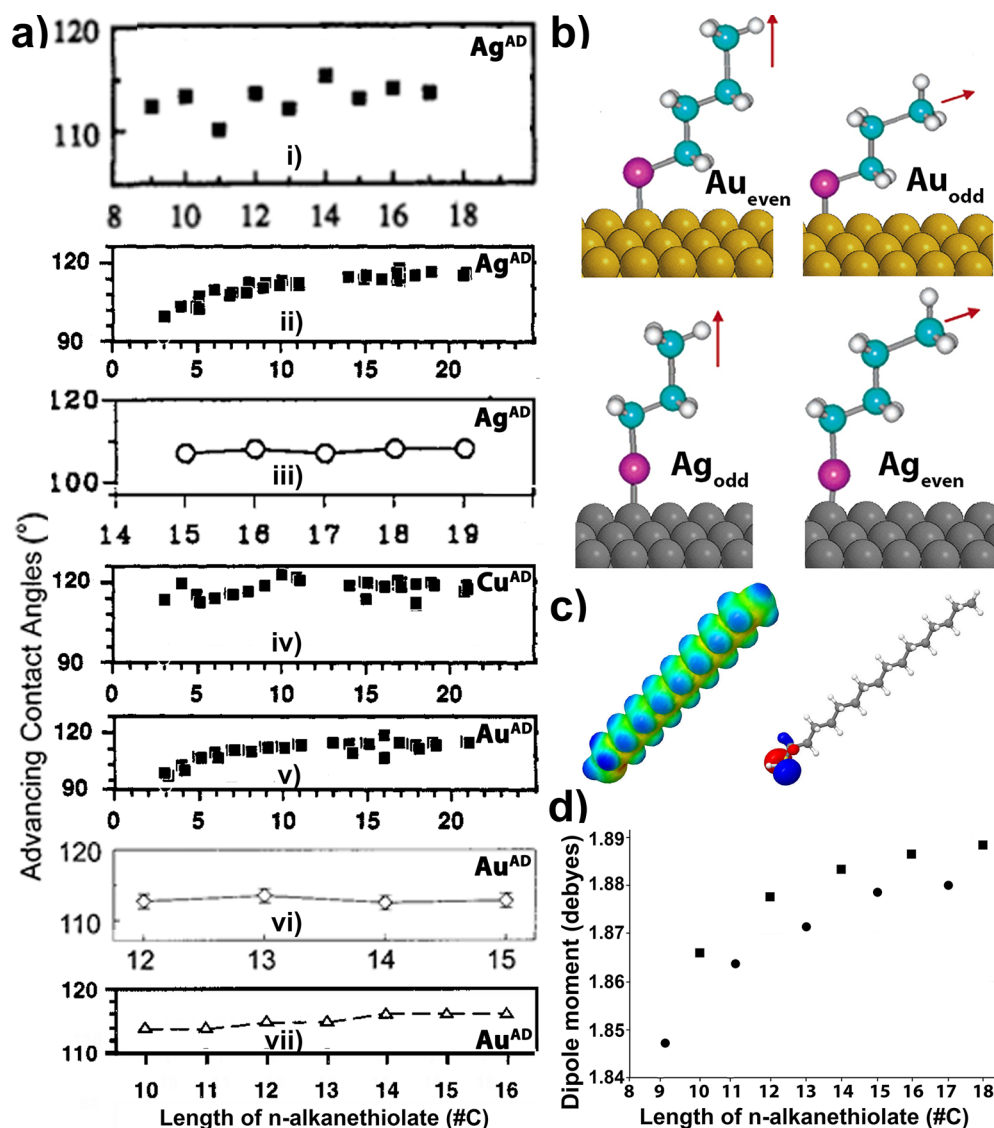 a)
Advancing Contact Angles (°)
120
110
Ag^AD
i)
8 10 12 14 16 18
120
90
Ag^AD
ii)
0 5 10 15 20
120
100
Ag^AD
iii)
14 15 16 17 18 19
120
90
Cu^AD
iv)
0 5 10 15 20
120
90
Au^AD
v)
0 5 10 15 20
120
110
Au^AD
vi)
12 13 14 15
120
110
vii)
Au^AD
10 11 12 13 14 15 16
Length of n-alkanethiolate (#C)
b)
Au_even
Au_odd
Ag_odd
Ag_even
c)
d)
Dipole moment (debyes)
1.89
1.88
1.87
1.86
1.85
1.84
8 9 10 11 12 13 14 15 16 17 18
Length of n-alkanethiolate (#C)